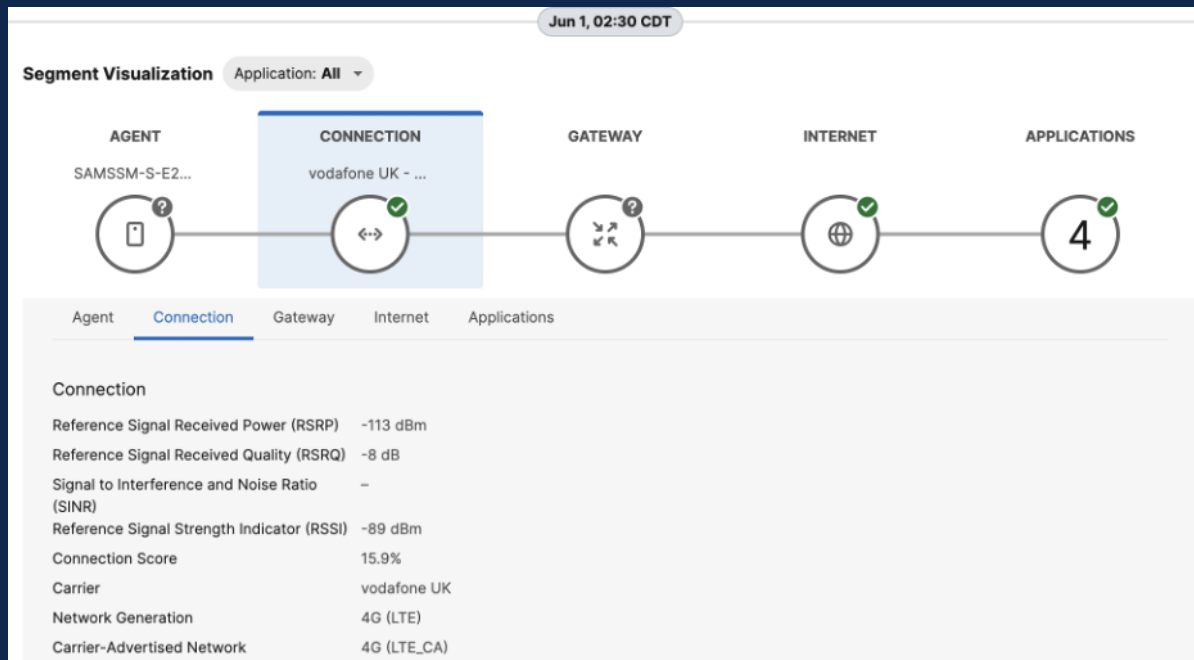 Jun 1, 02:30 CDT
Segment Visualization Application: All
AGENT CONNECTION GATEWAY INTERNET APPLICATIONS
SAMSSM-S-E2... vodafone UK - ...
? ? 4
Agent Connection Gateway Internet Applications
Connection
Reference Signal Received Power (RSRP) -113 dBm
Reference Signal Received Quality (RSRQ) -8 dB
Signal to Interference and Noise Ratio –
(SINR)
Reference Signal Strength Indicator (RSSI) -89 dBm
Connection Score 15.9%
Carrier vodafone UK
Network Generation 4G (LTE)
Carrier-Advertised Network 4G (LTE_CA)